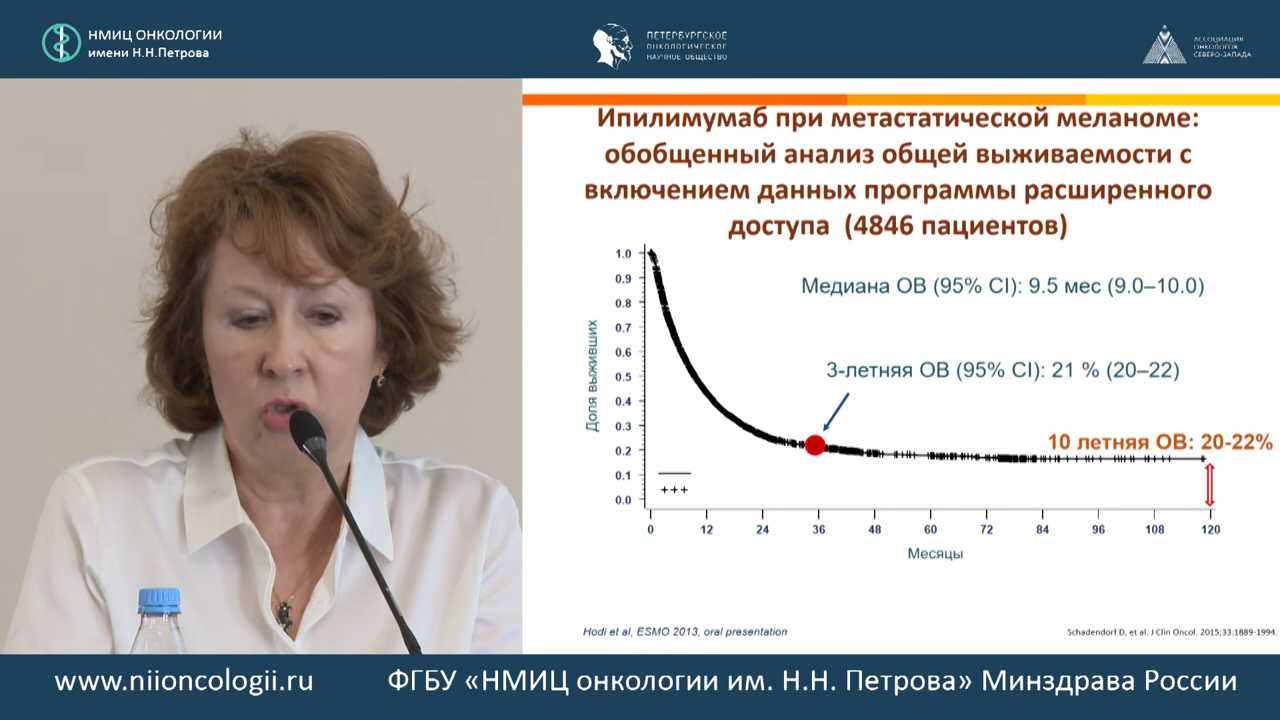 НМИЦ ОНКОЛОГИИ
имени Н.Н.Петрова
ПЕТЕРБУРГСКОЕ
ОНКОЛОГИЧЕСКОЕ
НАУЧНОЕ ОБЩЕСТВО
АССОЦИАЦИЯ
ОНКОЛОГОВ
СЕВЕРО-ЗАПАДА
Ипилимумаб при метастатической меланоме:
обобщенный анализ общей выживаемости с
включением данных программы расширенного
доступа (4846 пациентов)
Медиана ОВ (95% CI): 9.5 мес (9.0–10.0)
3-летняя ОВ (95% CI): 21 % (20–22)
10 летняя ОВ: 20-22%
Доля выживших
1.0
0.9
0.8
0.7
0.6
0.5
0.4
0.3
0.2
0.1
0.0
+++
0 12 24 36 48 60 72 84 96 108 120
Месяцы
Hodi et al, ESMO 2013, oral presentation
Schadendorf D, et al. J Clin Oncol. 2015;33:1889-1994.
www.niioncologii.ru
ФГБУ «НМИЦ онкологии им. Н.Н. Петрова» Минздрава России